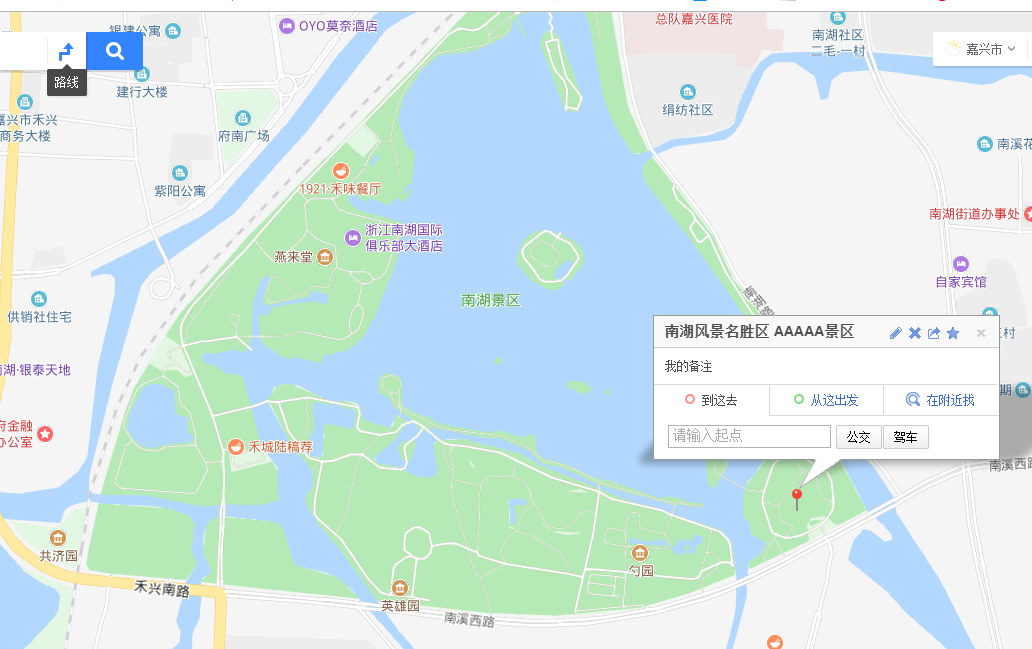 银建公寓
OYO莫奈酒店
总队嘉兴医院
南湖社区
二毛一村
嘉兴市
路线
建行大楼
绢纺社区
嘉兴市禾兴
商务大楼
府南广场
南溪花
紫阳公寓
1921·禾味餐厅
南湖街道办事处
浙江南湖国际
俱乐部大酒店
燕来堂
自家宾馆
南湖景区
供销社住宅
南湖风景名胜区 AAAAA景区
村
我的备注
南湖·银泰天地
到这去
从这出发
在附近找
期
府金融
办公室
请输入起点
公交
驾车
禾城陆稿荐
南溪西路
共济园
勺园
禾兴南路
英雄园
南溪西路